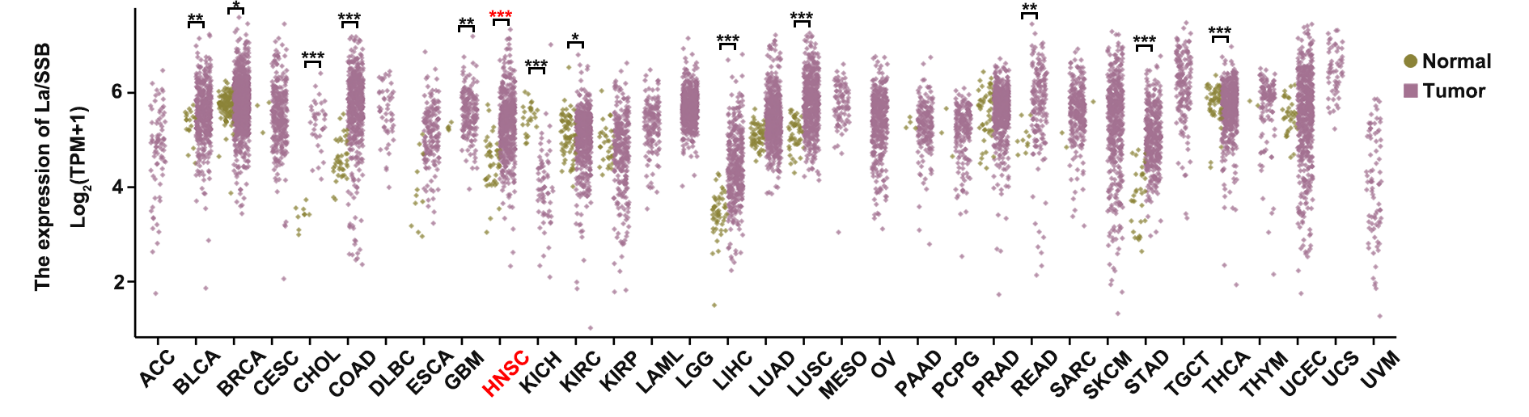 ** * *** *** ** *** *** * *** *** ** *** ***
The expression of La/SSB
Log2(TPM+1)
6
4
2
Normal
Tumor
ACC BLCA BRCA CESC CHOL COAD DLBC ESCA GBM HNSC KICH KIRC KIRP LAML LGG LIHC LUAD LUSC MESO OV PAAD PCPG PRAD READ SARC SKCM STAD TGCT THCA THYM UCEC UCS UVM